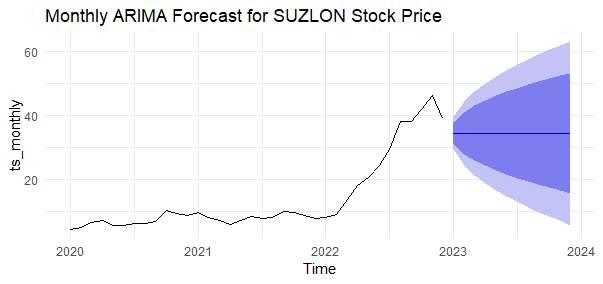 Monthly ARIMA Forecast for SUZLON Stock Price
60
40
20
ts_monthly
2020 2021 2022 2023 2024
Time